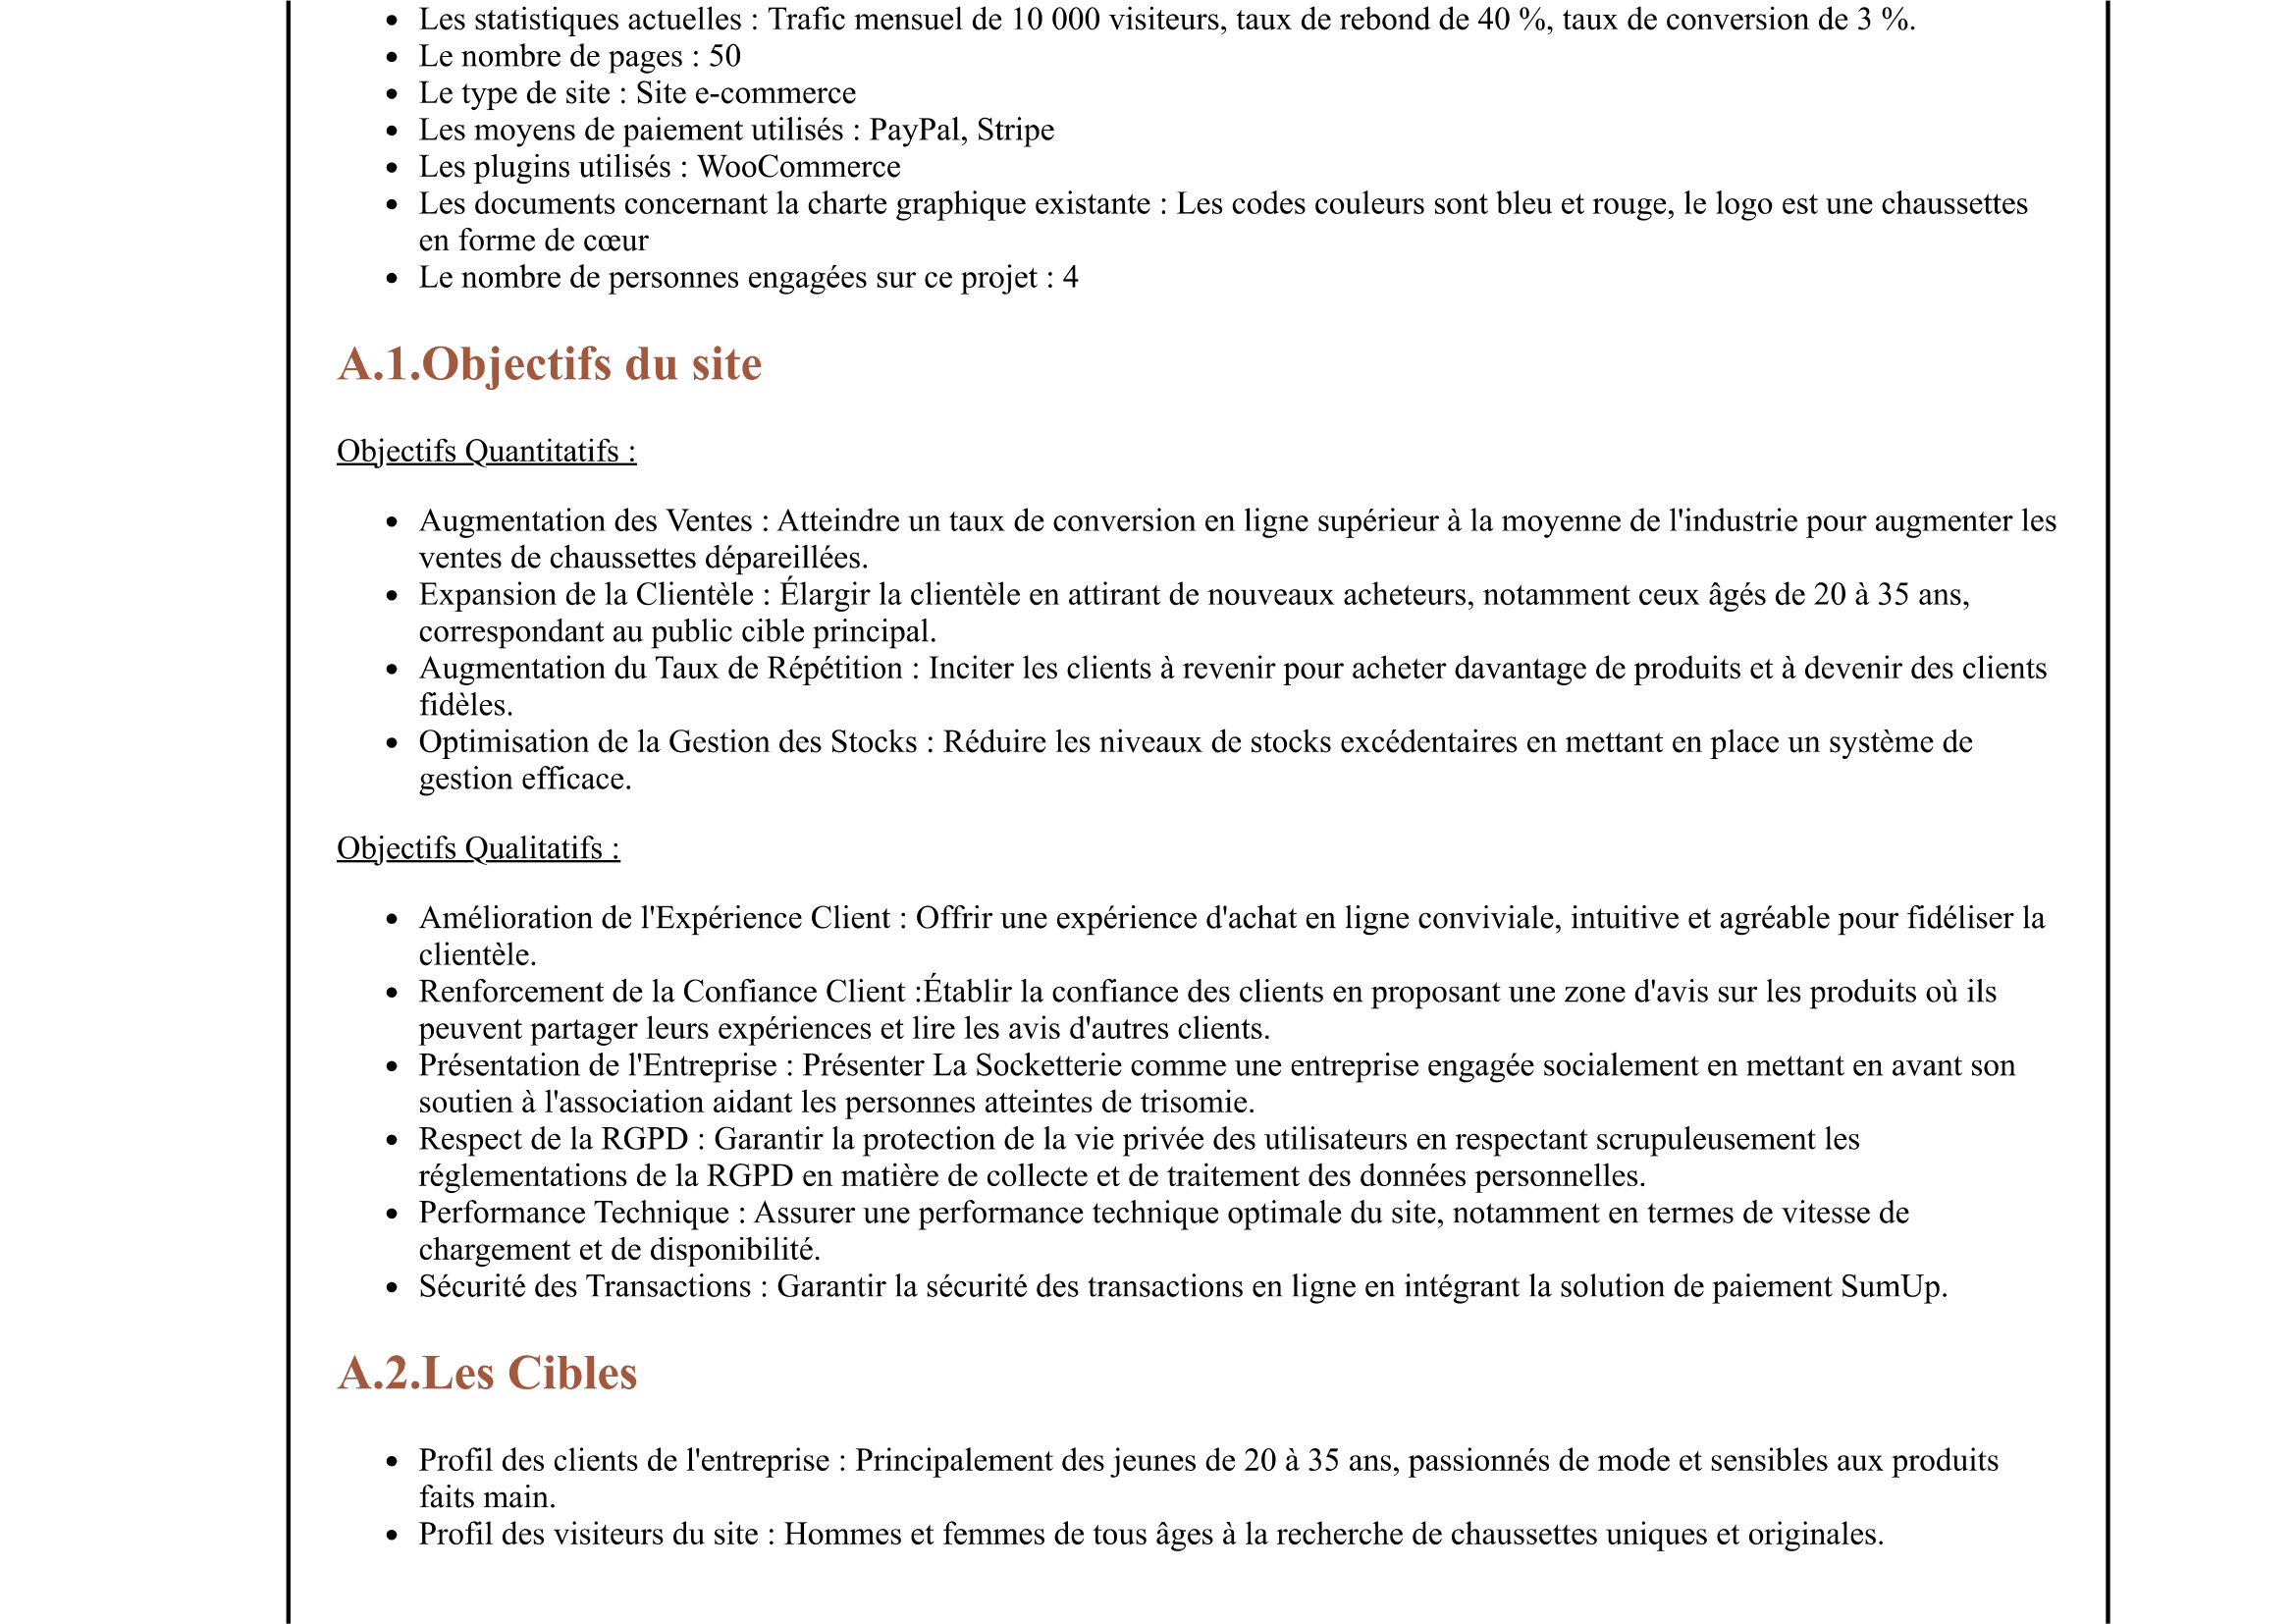 Les statistiques actuelles : Trafic mensuel de 10 000 visiteurs, taux de rebond de 40 %, taux de conversion de 3 %.
Le nombre de pages : 50
Le type de site : Site e-commerce
Les moyens de paiement utilisés : PayPal, Stripe
Les plugins utilisés : WooCommerce
Les documents concernant la charte graphique existante : Les codes couleurs sont bleu et rouge, le logo est une chaussettes
en forme de cœur
Le nombre de personnes engagées sur ce projet : 4
A.1.Objectifs du site
Objectifs Quantitatifs :
Augmentation des Ventes : Atteindre un taux de conversion en ligne supérieur à la moyenne de l'industrie pour augmenter les
ventes de chaussettes dépareillées.
Expansion de la Clientèle : Élargir la clientèle en attirant de nouveaux acheteurs, notamment ceux âgés de 20 à 35 ans,
correspondant au public cible principal.
Augmentation du Taux de Répétition : Inciter les clients à revenir pour acheter davantage de produits et à devenir des clients
fidèles.
Optimisation de la Gestion des Stocks : Réduire les niveaux de stocks excédentaires en mettant en place un système de
gestion efficace.
Objectifs Qualitatifs :
Amélioration de l'Expérience Client : Offrir une expérience d'achat en ligne conviviale, intuitive et agréable pour fidéliser la
clientèle.
Renforcement de la Confiance Client :Établir la confiance des clients en proposant une zone d'avis sur les produits où ils
peuvent partager leurs expériences et lire les avis d'autres clients.
Présentation de l'Entreprise : Présenter La Socketterie comme une entreprise engagée socialement en mettant en avant son
soutien à l'association aidant les personnes atteintes de trisomie.
Respect de la RGPD : Garantir la protection de la vie privée des utilisateurs en respectant scrupuleusement les
réglementations de la RGPD en matière de collecte et de traitement des données personnelles.
Performance Technique : Assurer une performance technique optimale du site, notamment en termes de vitesse de
chargement et de disponibilité.
Sécurité des Transactions : Garantir la sécurité des transactions en ligne en intégrant la solution de paiement SumUp.
A.2.Les Cibles
Profil des clients de l'entreprise : Principalement des jeunes de 20 à 35 ans, passionnés de mode et sensibles aux produits
faits main.
Profil des visiteurs du site : Hommes et femmes de tous âges à la recherche de chaussettes uniques et originales.